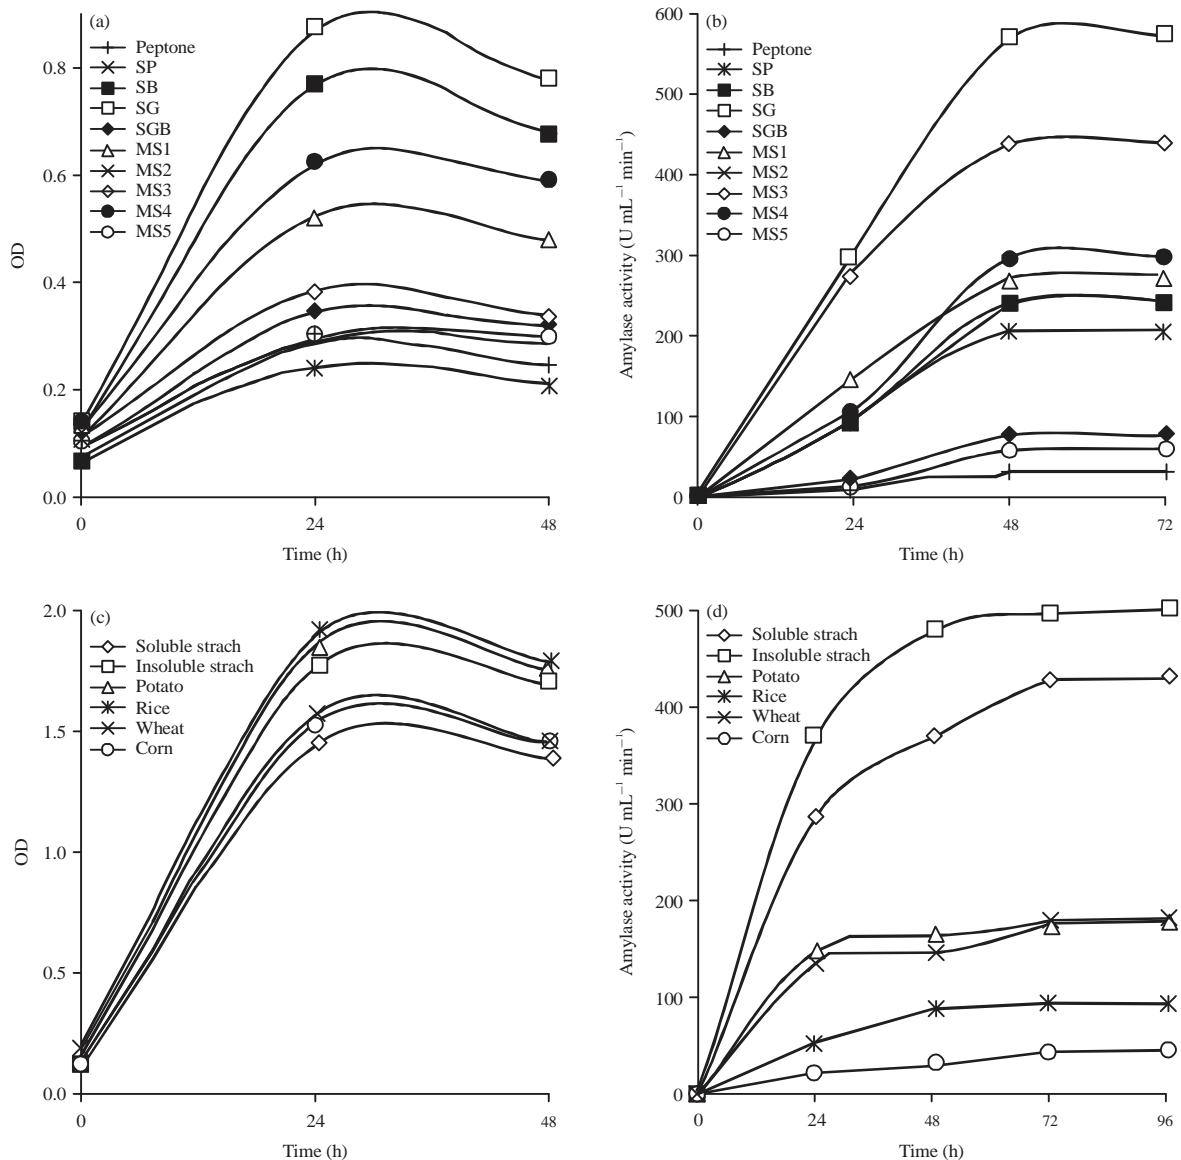 (a)
Peptone
SP
SB
SG
SGB
MS1
MS2
MS3
MS4
MS5
0.8
0.6
0.4
0.2
0.0
OD
0 24 48
Time (h)
(b)
Peptone
SP
SB
SG
SGB
MS1
MS2
MS3
MS4
MS5
600
500
400
300
200
100
0
Amylase activity (U mL⁻¹ min⁻¹)
0 24 48 72
Time (h)
(c)
Soluble strach
Insoluble strach
Potato
Rice
Wheat
Corn
2.0
1.5
1.0
0.5
0.0
OD
0 24 48
Time (h)
(d)
Soluble strach
Insoluble strach
Potato
Rice
Wheat
Corn
500
400
300
200
100
0
Amylase activity (U mL⁻¹ min⁻¹)
0 24 48 72 96
Time (h)